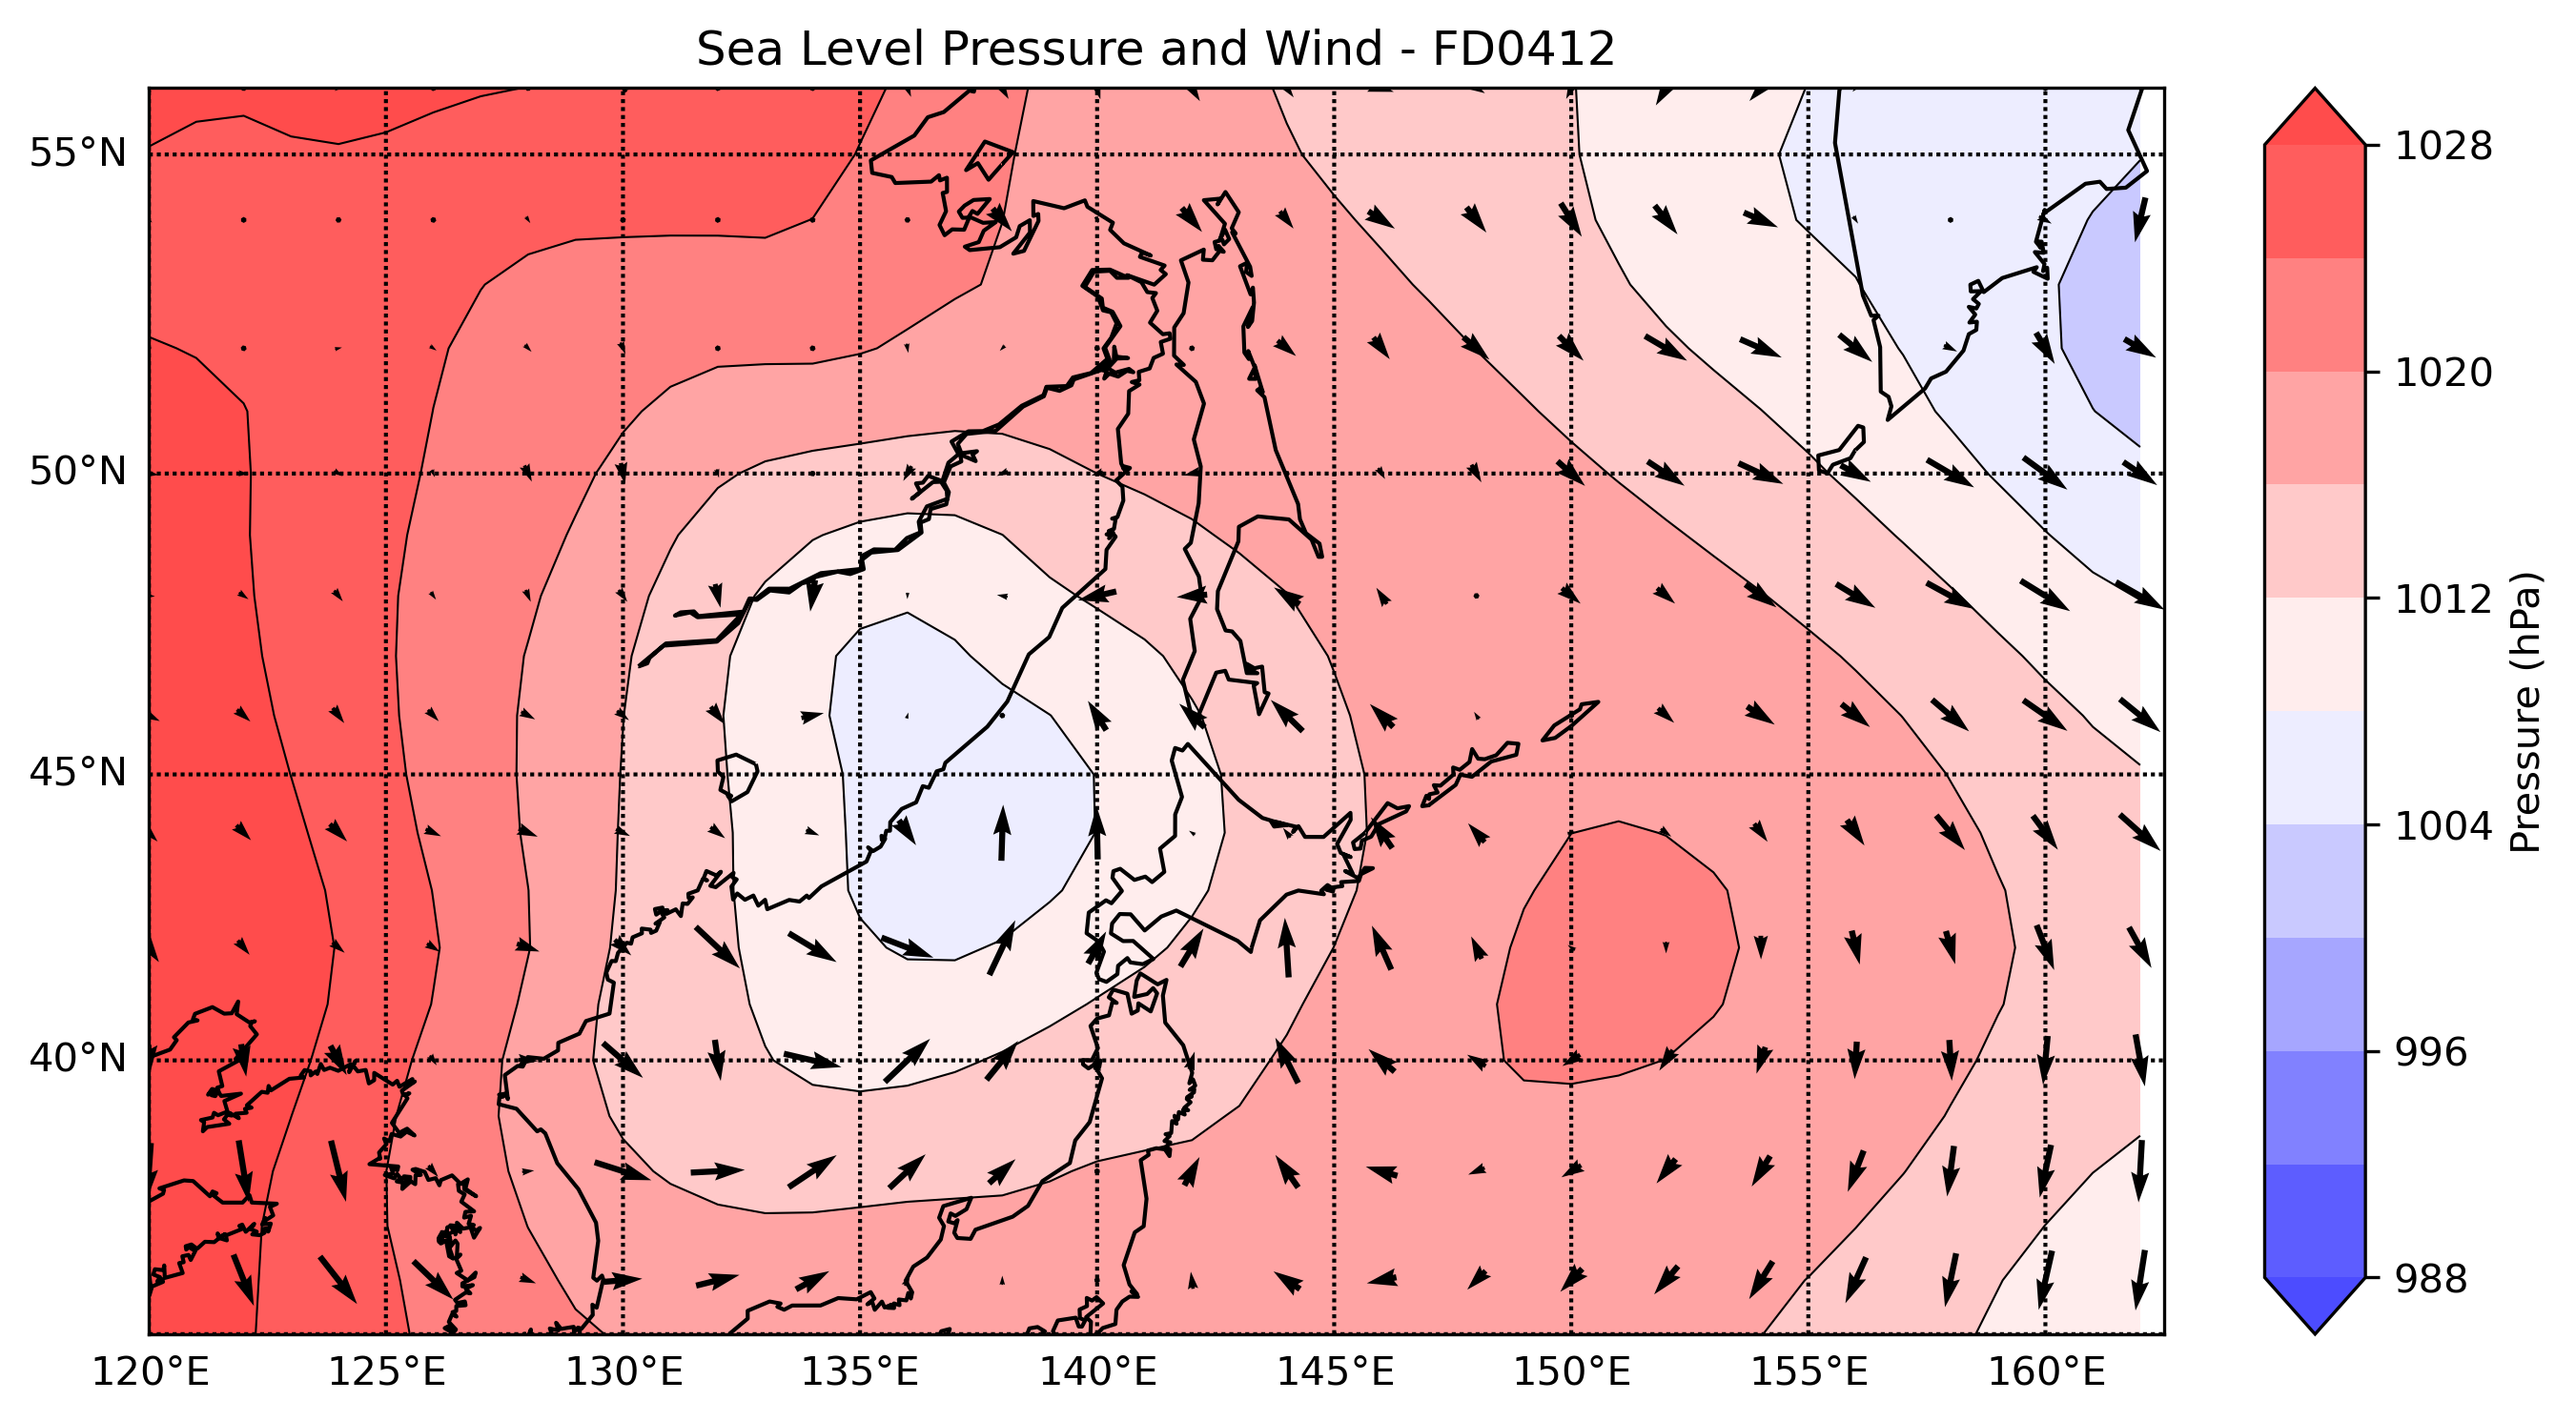 Sea Level Pressure and Wind - FD0412
55°N
50°N
45°N
40°N
120°E 125°E 130°E 135°E 140°E 145°E 150°E 155°E 160°E
1028
1020
1012
1004
996
988
Pressure (hPa)